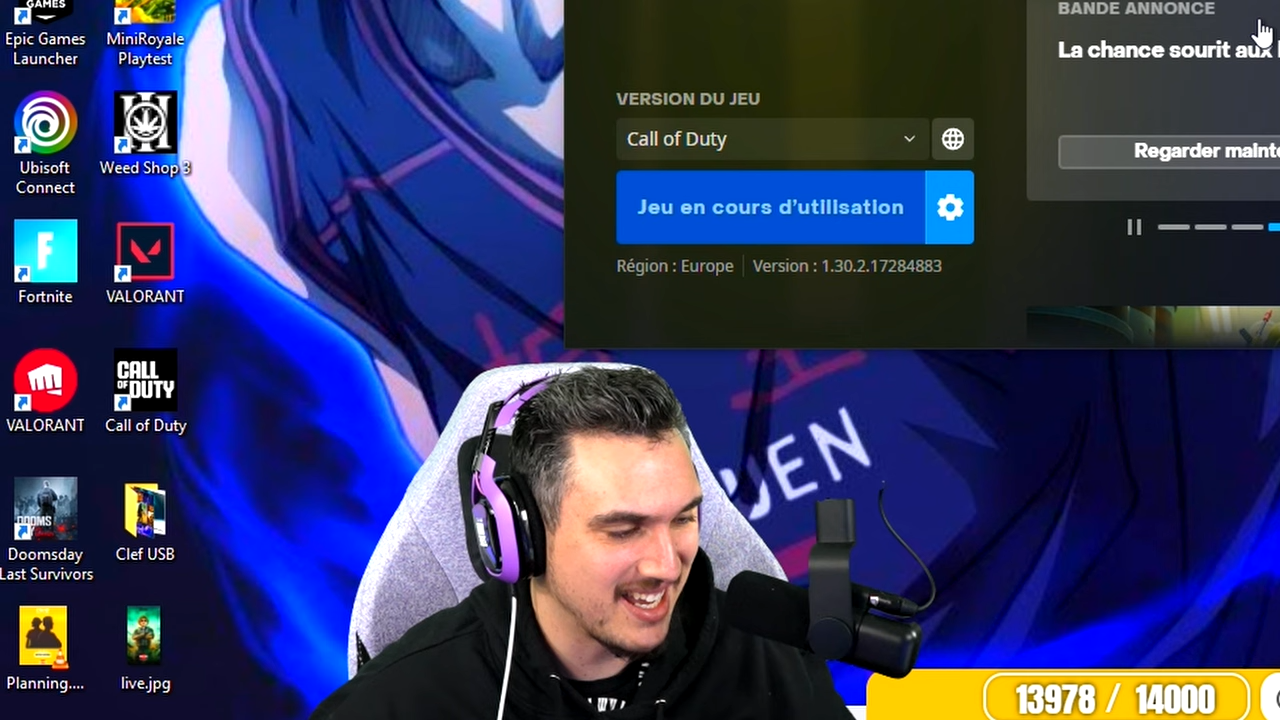 GAMES
Epic Games
Launcher
MiniRoyale
Playtest
Ubisoft
Connect
Weed Shop 3
F
Fortnite
VALORANT
VALORANT
CALL
OF DUTY
Call of Duty
DOOMS
Doomsday
Last Survivors
Clef USB
Planning....
live.jpg
VERSION DU JEU
Call of Duty
Jeu en cours d'utilisation
Région : Europe
Version : 1.30.2.17284883
BANDE ANNONCE
La chance sourit aux
Regarder mainte
UEN
13978 / 14000